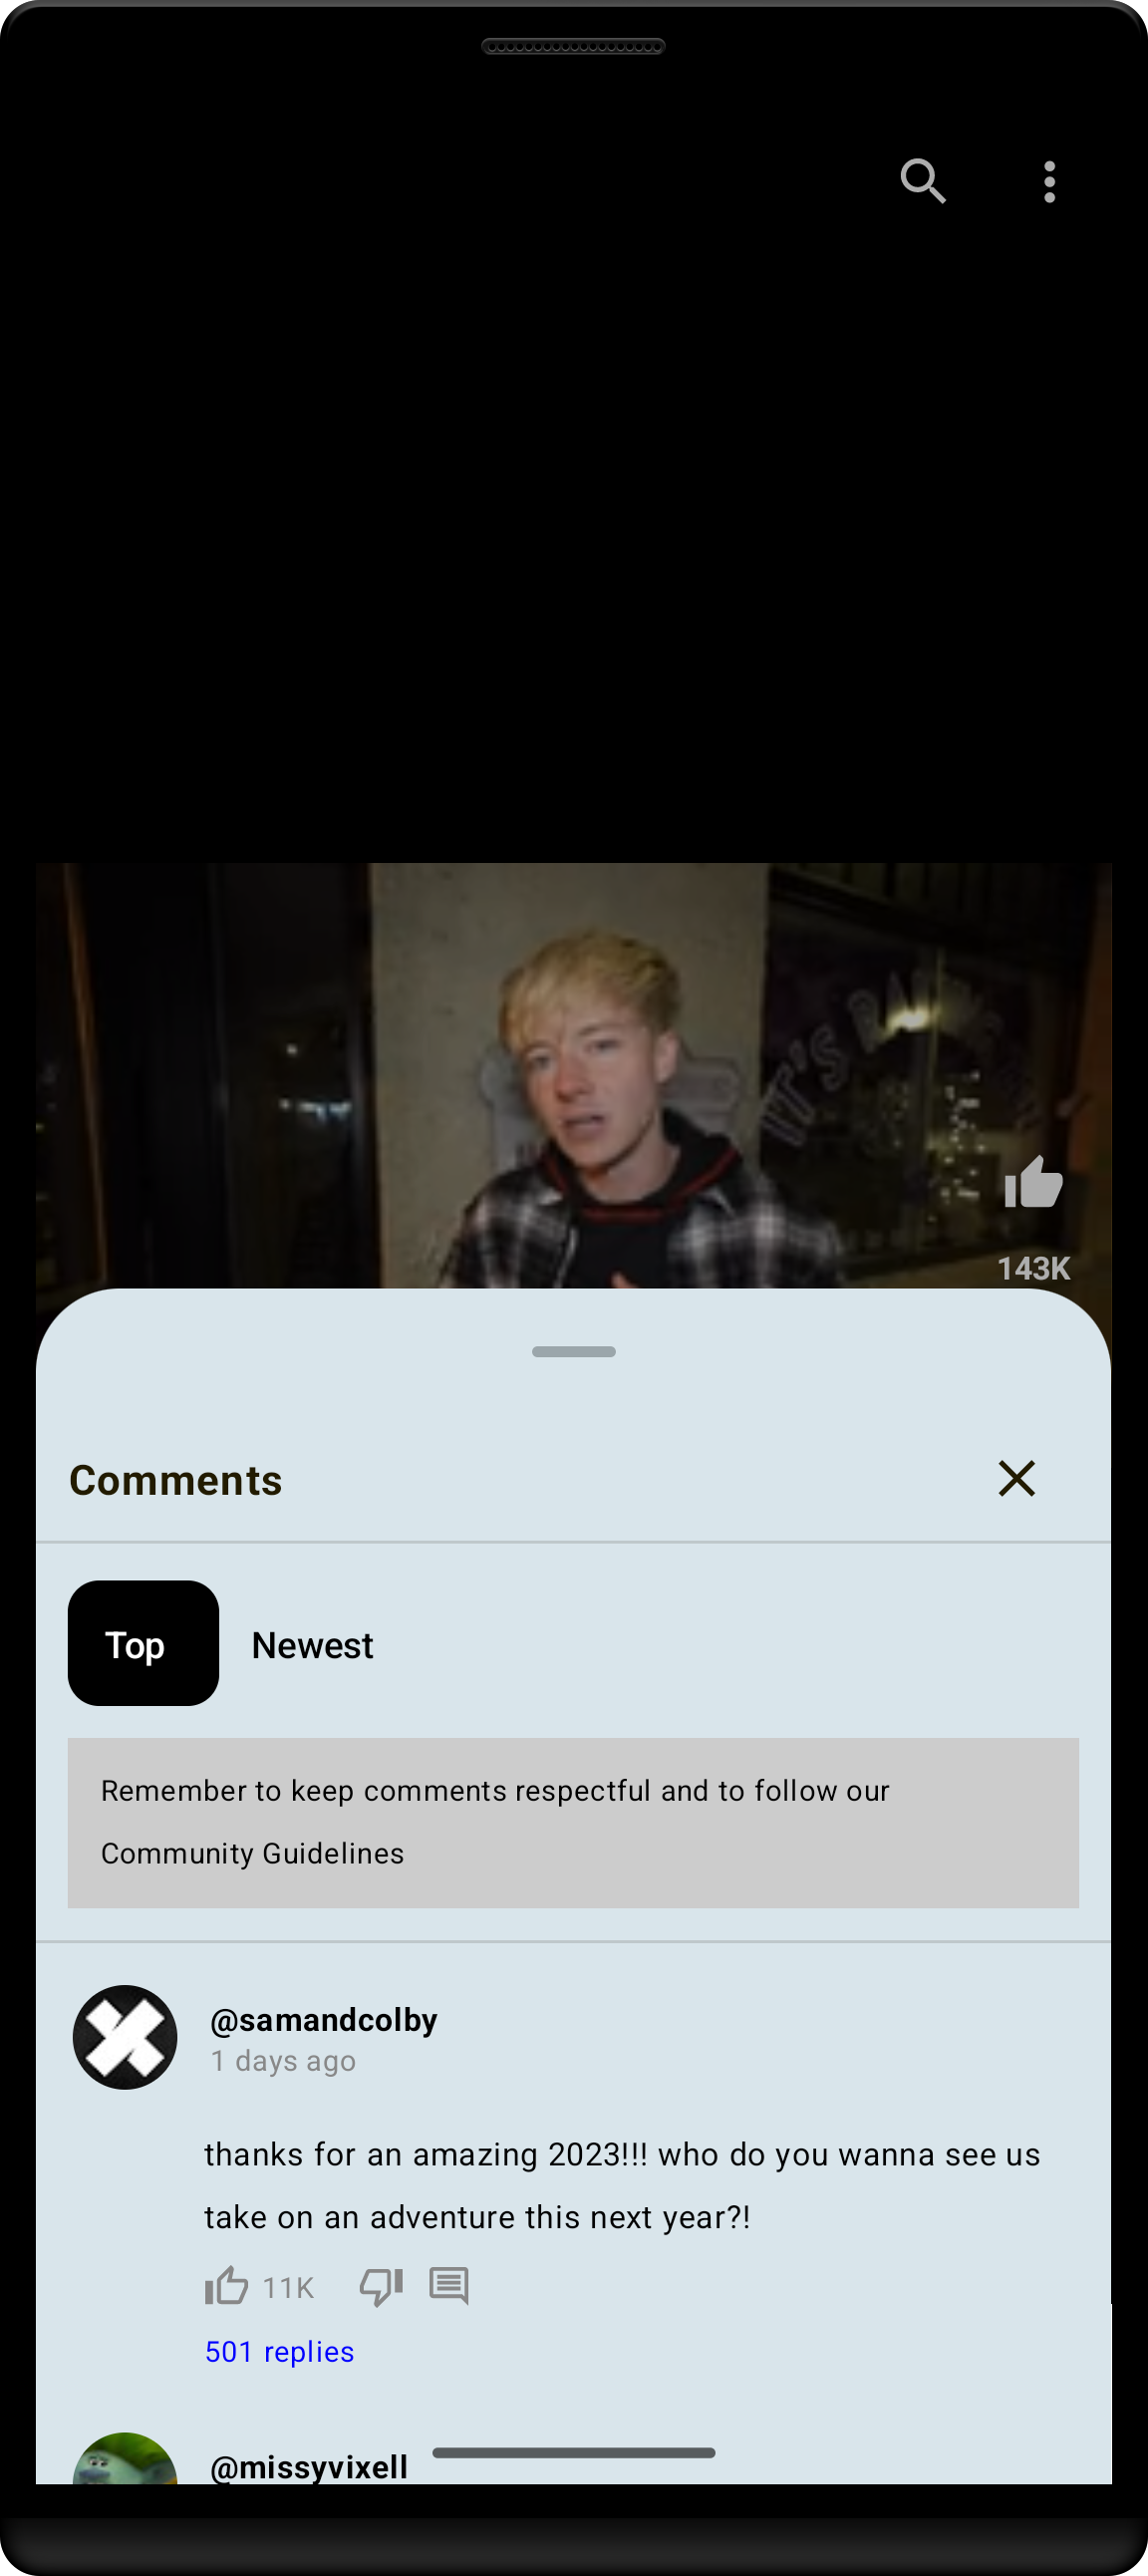 IT'S
143K
Comments
Top
Newest
Remember to keep comments respectful and to follow our
Community Guidelines
@samandcolby
1 days ago
thanks for an amazing 2023!!! who do you wanna see us
take on an adventure this next year?!
11K
501 replies
@missyvixell